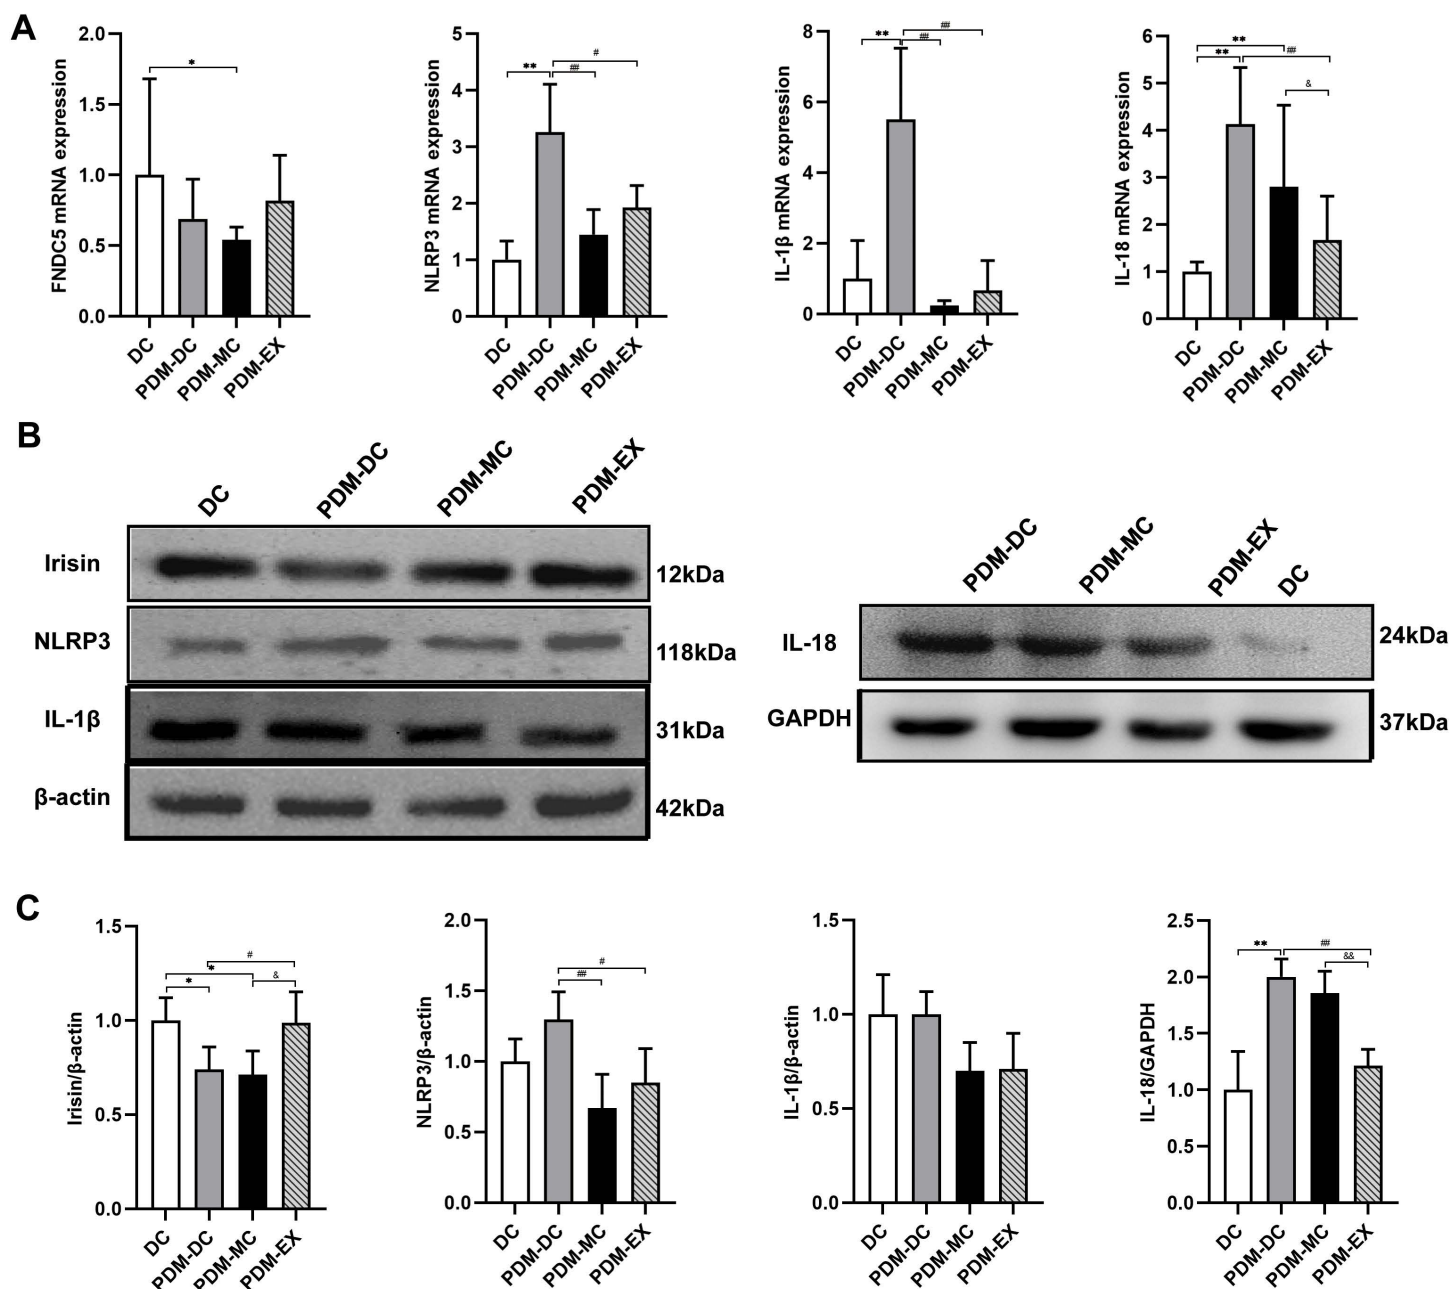 A
FNDC5 mRNA expression
2.0
1.5
1.0
0.5
0.0
*
DC
PDM-DC
PDM-MC
PDM-EX
NLRP3 mRNA expression
5
4
3
2
1
0
#
**
##
DC
PDM-DC
PDM-MC
PDM-EX
IL-1β mRNA expression
8
6
4
2
0
##
**
##
DC
PDM-DC
PDM-MC
PDM-EX
IL-18 mRNA expression
6
5
4
3
2
1
0
**
**
##
&
DC
PDM-DC
PDM-MC
PDM-EX
B
DC
PDM-DC
PDM-MC
PDM-EX
Irisin
12kDa
NLRP3
118kDa
IL-1β
31kDa
β-actin
42kDa
PDM-DC
PDM-MC
PDM-EX
DC
IL-18
24kDa
GAPDH
37kDa
C
Irisin/β-actin
1.5
1.0
0.5
0.0
#
*
&
*
DC
PDM-DC
PDM-MC
PDM-EX
NLRP3/β-actin
2.0
1.5
1.0
0.5
0.0
#
##
DC
PDM-DC
PDM-MC
PDM-EX
IL-1β/β-actin
1.5
1.0
0.5
0.0
DC
PDM-DC
PDM-MC
PDM-EX
IL-18/GAPDH
2.5
2.0
1.5
1.0
0.5
0.0
**
##
&&
DC
PDM-DC
PDM-MC
PDM-EX